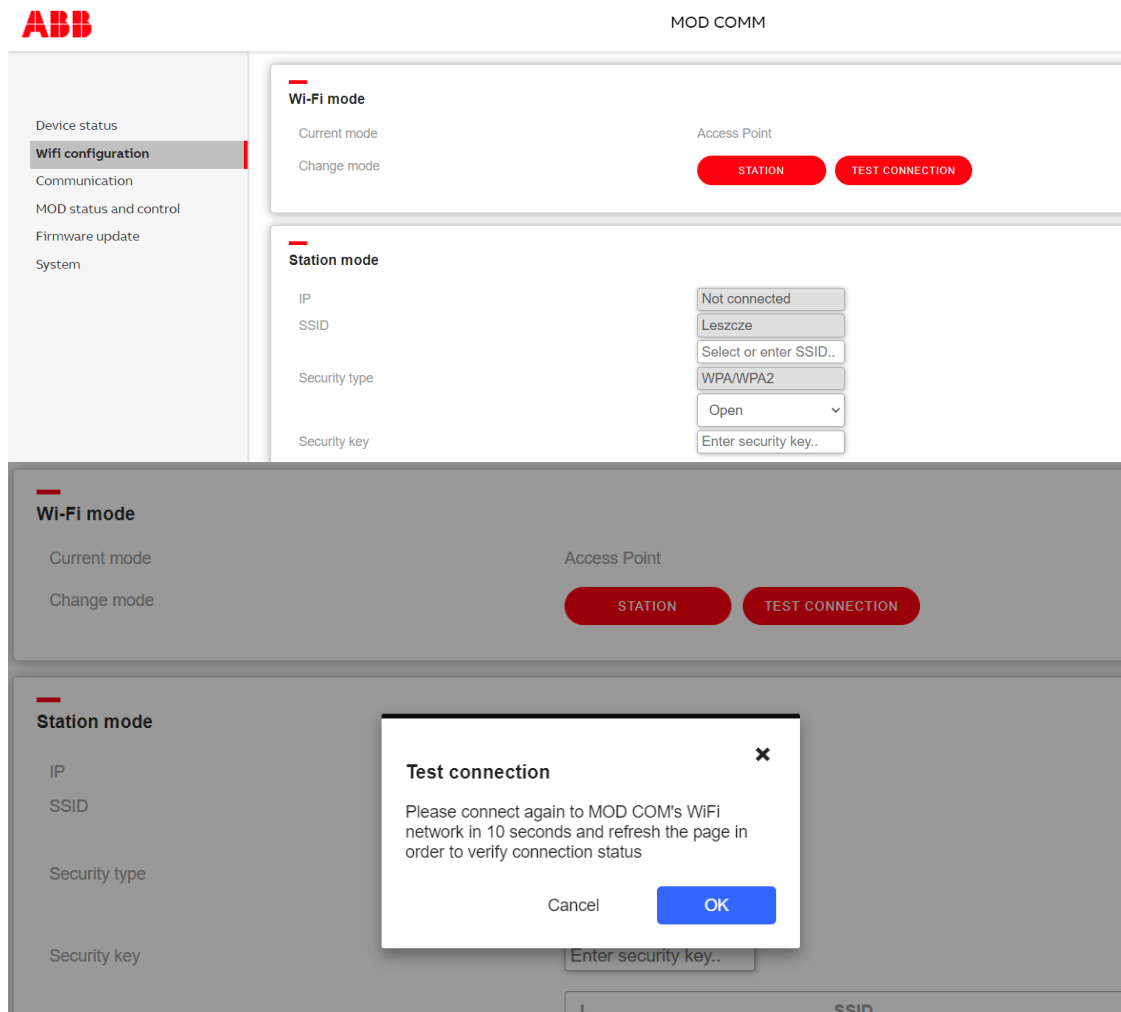 ABB
MOD COMM
Device status
Wifi configuration
Communication
MOD status and control
Firmware update
System
Wi-Fi mode
Current mode Access Point
Change mode STATION TEST CONNECTION
Station mode
IP Not connected
SSID Leszcze
Select or enter SSID..
Security type WPA/WPA2
Open
Security key Enter security key..
Wi-Fi mode
Current mode Access Point
Change mode STATION TEST CONNECTION
Station mode
IP
SSID
Security type
Security key Enter security key..
Test connection
Please connect again to MOD COM's WiFi
network in 10 seconds and refresh the page in
order to verify connection status
Cancel OK
SSID